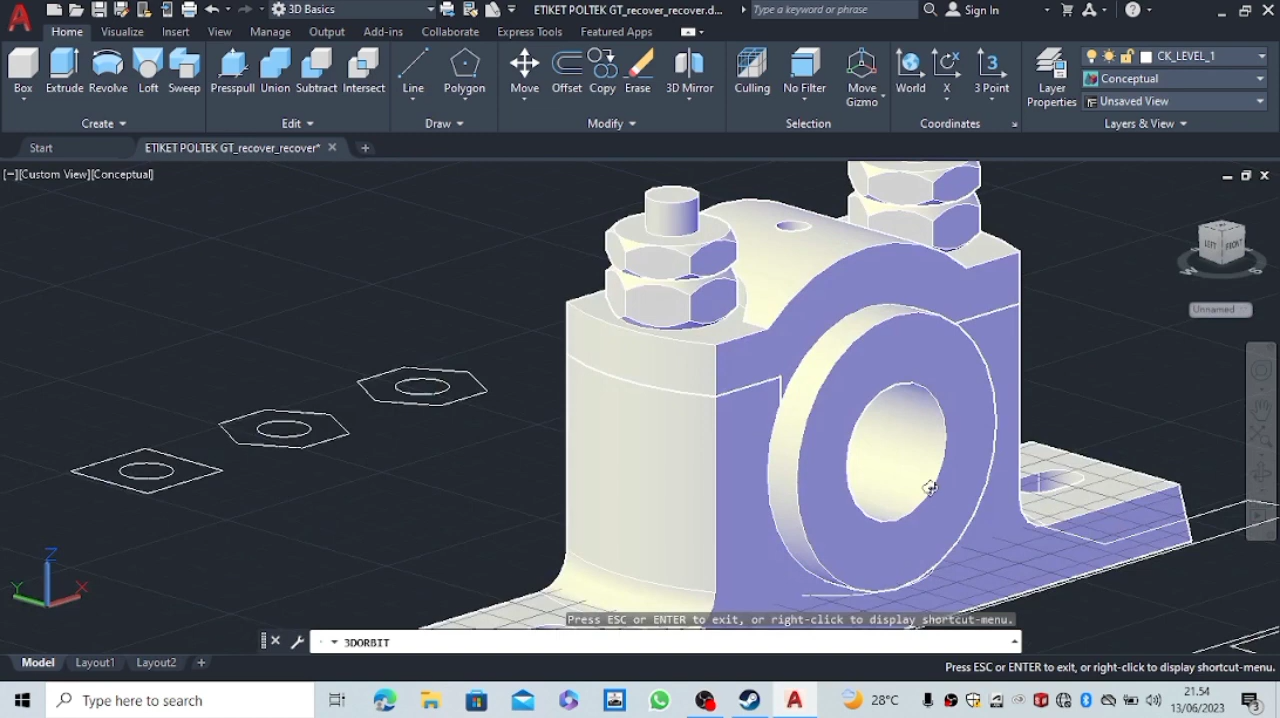 3D Basics
ETIKET POLTEK GT_recover_recover.d...
Type a keyword or phrase
Sign In
Home Visualize Insert View Manage Output Add-ins Collaborate Express Tools Featured Apps
Box Extrude Revolve Loft Sweep Presspull Union Subtract Intersect Line Polygon Move Offset Copy Erase 3D Mirror Culling No Filter Move Gizmo World X 3 Point Layer Properties
CK_LEVEL_1
Conceptual
Unsaved View
Create Edit Draw Modify Selection Coordinates Layers & View
Start ETIKET POLTEK GT_recover_recover*
[−][Custom View][Conceptual]
LEFT FRONT
W S
Unnamed
Z
Y X
Press ESC or ENTER to exit, or right-click to display shortcut-menu.
3DORBIT
Model Layout1 Layout2 +
Press ESC or ENTER to exit, or right-click to display shortcut-menu.
Type here to search
28°C
21.54
13/06/2023
3